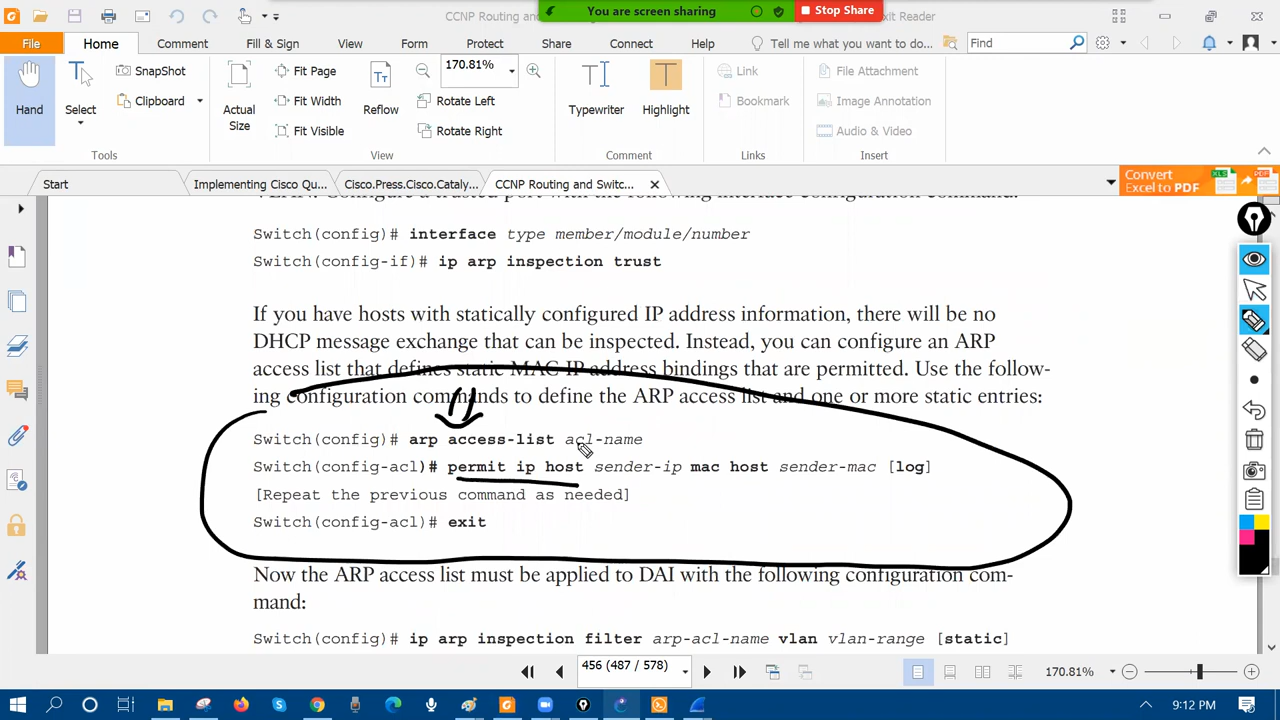 CCNP Routing and
You are screen sharing
Stop Share
Exit Reader
File
Home
Comment
Fill & Sign
View
Form
Protect
Share
Connect
Help
Tell me what you want to do...
Find
Hand
Select
SnapShot
Clipboard
Tools
Actual
Size
Fit Page
Fit Width
Fit Visible
Reflow
170.81%
Rotate Left
Rotate Right
View
Typewriter
Highlight
Comment
Link
Bookmark
Links
File Attachment
Image Annotation
Audio & Video
Insert
Start
Implementing Cisco Qu...
Cisco.Press.Cisco.Cataly...
CCNP Routing and Switc...
Convert
Excel to PDF
Switch(config)# interface type member/module/number
Switch(config-if)# ip arp inspection trust
If you have hosts with statically configured IP address information, there will be no
DHCP message exchange that can be inspected. Instead, you can configure an ARP
access list that defines static MAC-IP address bindings that are permitted. Use the follow-
ing configuration commands to define the ARP access list and one or more static entries:
Switch(config)# arp access-list acl-name
Switch(config-acl)# permit ip host sender-ip mac host sender-mac [log]
[Repeat the previous command as needed]
Switch(config-acl)# exit
Now the ARP access list must be applied to DAI with the following configuration com-
mand:
Switch(config)# ip arp inspection filter arp-acl-name vlan vlan-range [static]
456 (487 / 578)
170.81%
9:12 PM